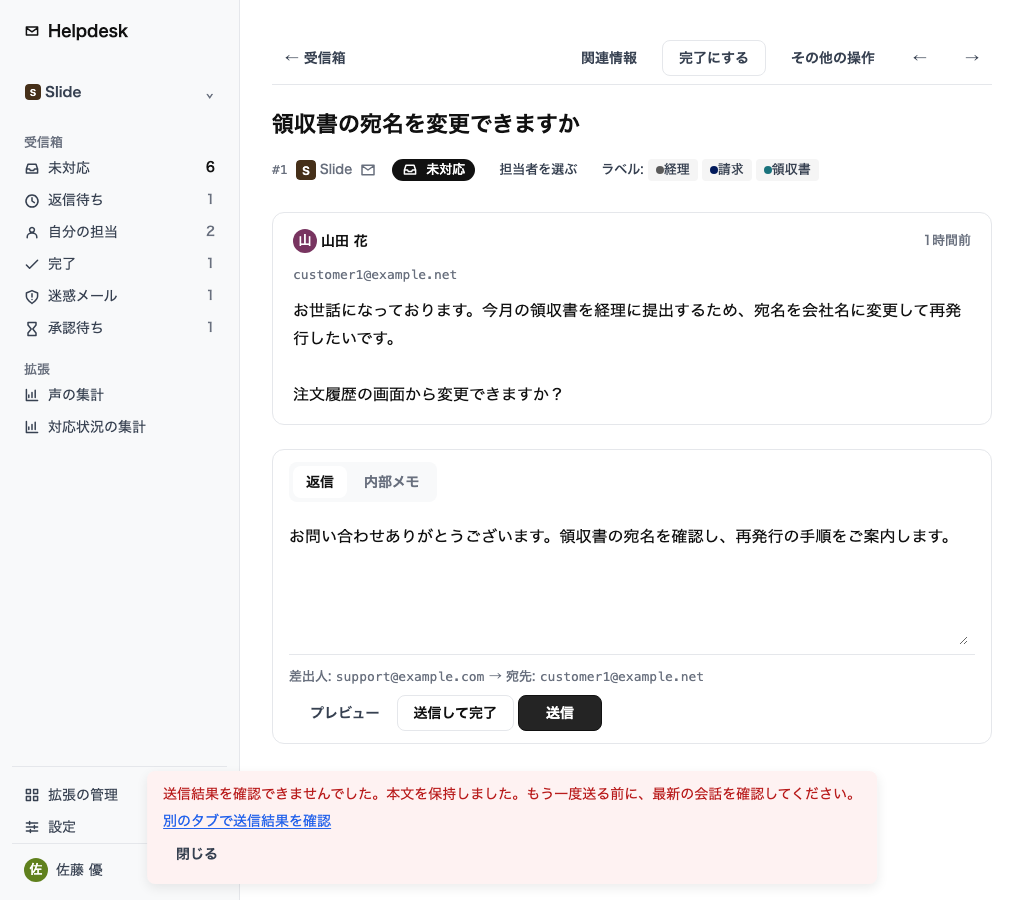 Helpdesk
S Slide
受信箱
未対応 6
返信待ち 1
自分の担当 2
完了 1
迷惑メール 1
承認待ち 1
拡張
声の集計
対応状況の集計
拡張の管理
設定
佐 佐藤 優
← 受信箱 関連情報 完了にする その他の操作 ← →
領収書の宛名を変更できますか
#1 S Slide 未対応 担当者を選ぶ ラベル: 経理 請求 領収書
山 山田 花 1時間前
customer1@example.net
お世話になっております。今月の領収書を経理に提出するため、宛名を会社名に変更して再発
行したいです。
注文履歴の画面から変更できますか？
返信 内部メモ
お問い合わせありがとうございます。領収書の宛名を確認し、再発行の手順をご案内します。
差出人: support@example.com → 宛先: customer1@example.net
プレビュー 送信して完了 送信
送信結果を確認できませんでした。本文を保持しました。もう一度送る前に、最新の会話を確認してください。
別のタブで送信結果を確認
閉じる